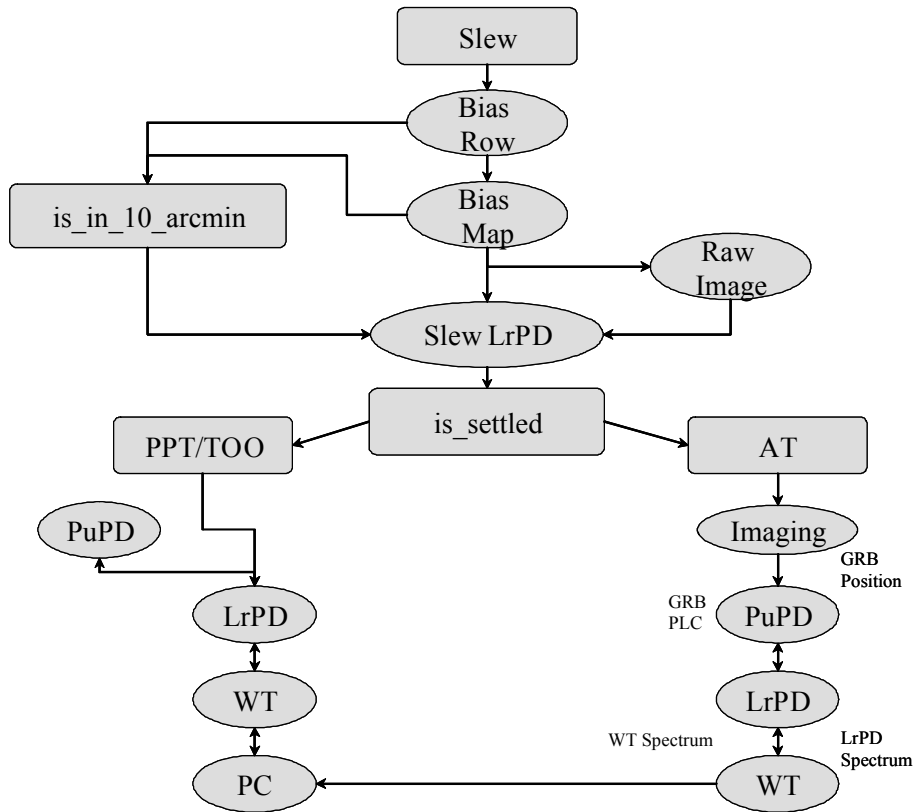 Slew
Bias
Row
is_in_10_arcmin
Bias
Map
Raw
Image
Slew LrPD
is_settled
PPT/TOO
AT
PuPD
Imaging
GRB
Position
LrPD
GRB
PLC
PuPD
WT
LrPD
WT Spectrum
LrPD
Spectrum
PC
WT